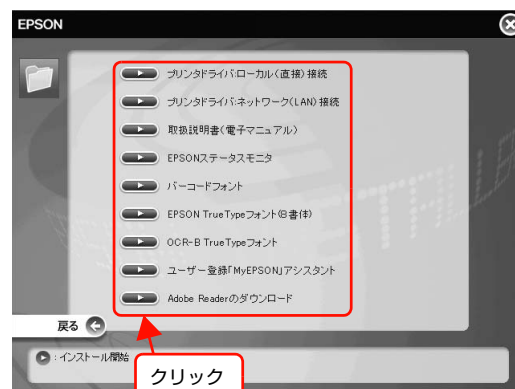 EPSON
プリンタドライバ:ローカル(直接)接続
プリンタドライバ:ネットワーク(LAN)接続
取扱説明書(電子マニュアル)
EPSONステータスモニタ
バーコードフォント
EPSON TrueTypeフォント(8書体)
OCR-B TrueTypeフォント
ユーザー登録「MyEPSON」アシスタント
Adobe Readerのダウンロード
戻る
:インストール開始
クリック